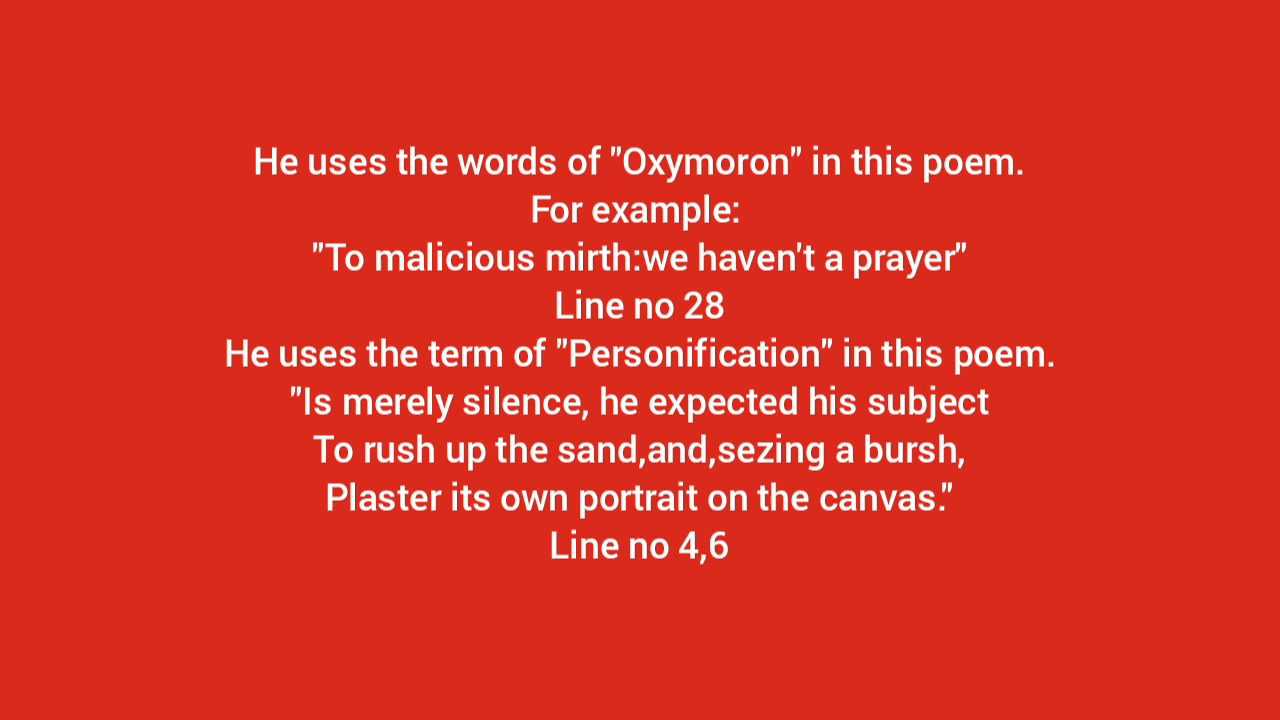 He uses the words of "Oxymoron" in this poem.
For example:
"To malicious mirth:we haven't a prayer"
Line no 28
He uses the term of "Personification" in this poem.
"Is merely silence, he expected his subject
To rush up the sand,and,sezing a bursh,
Plaster its own portrait on the canvas."
Line no 4,6